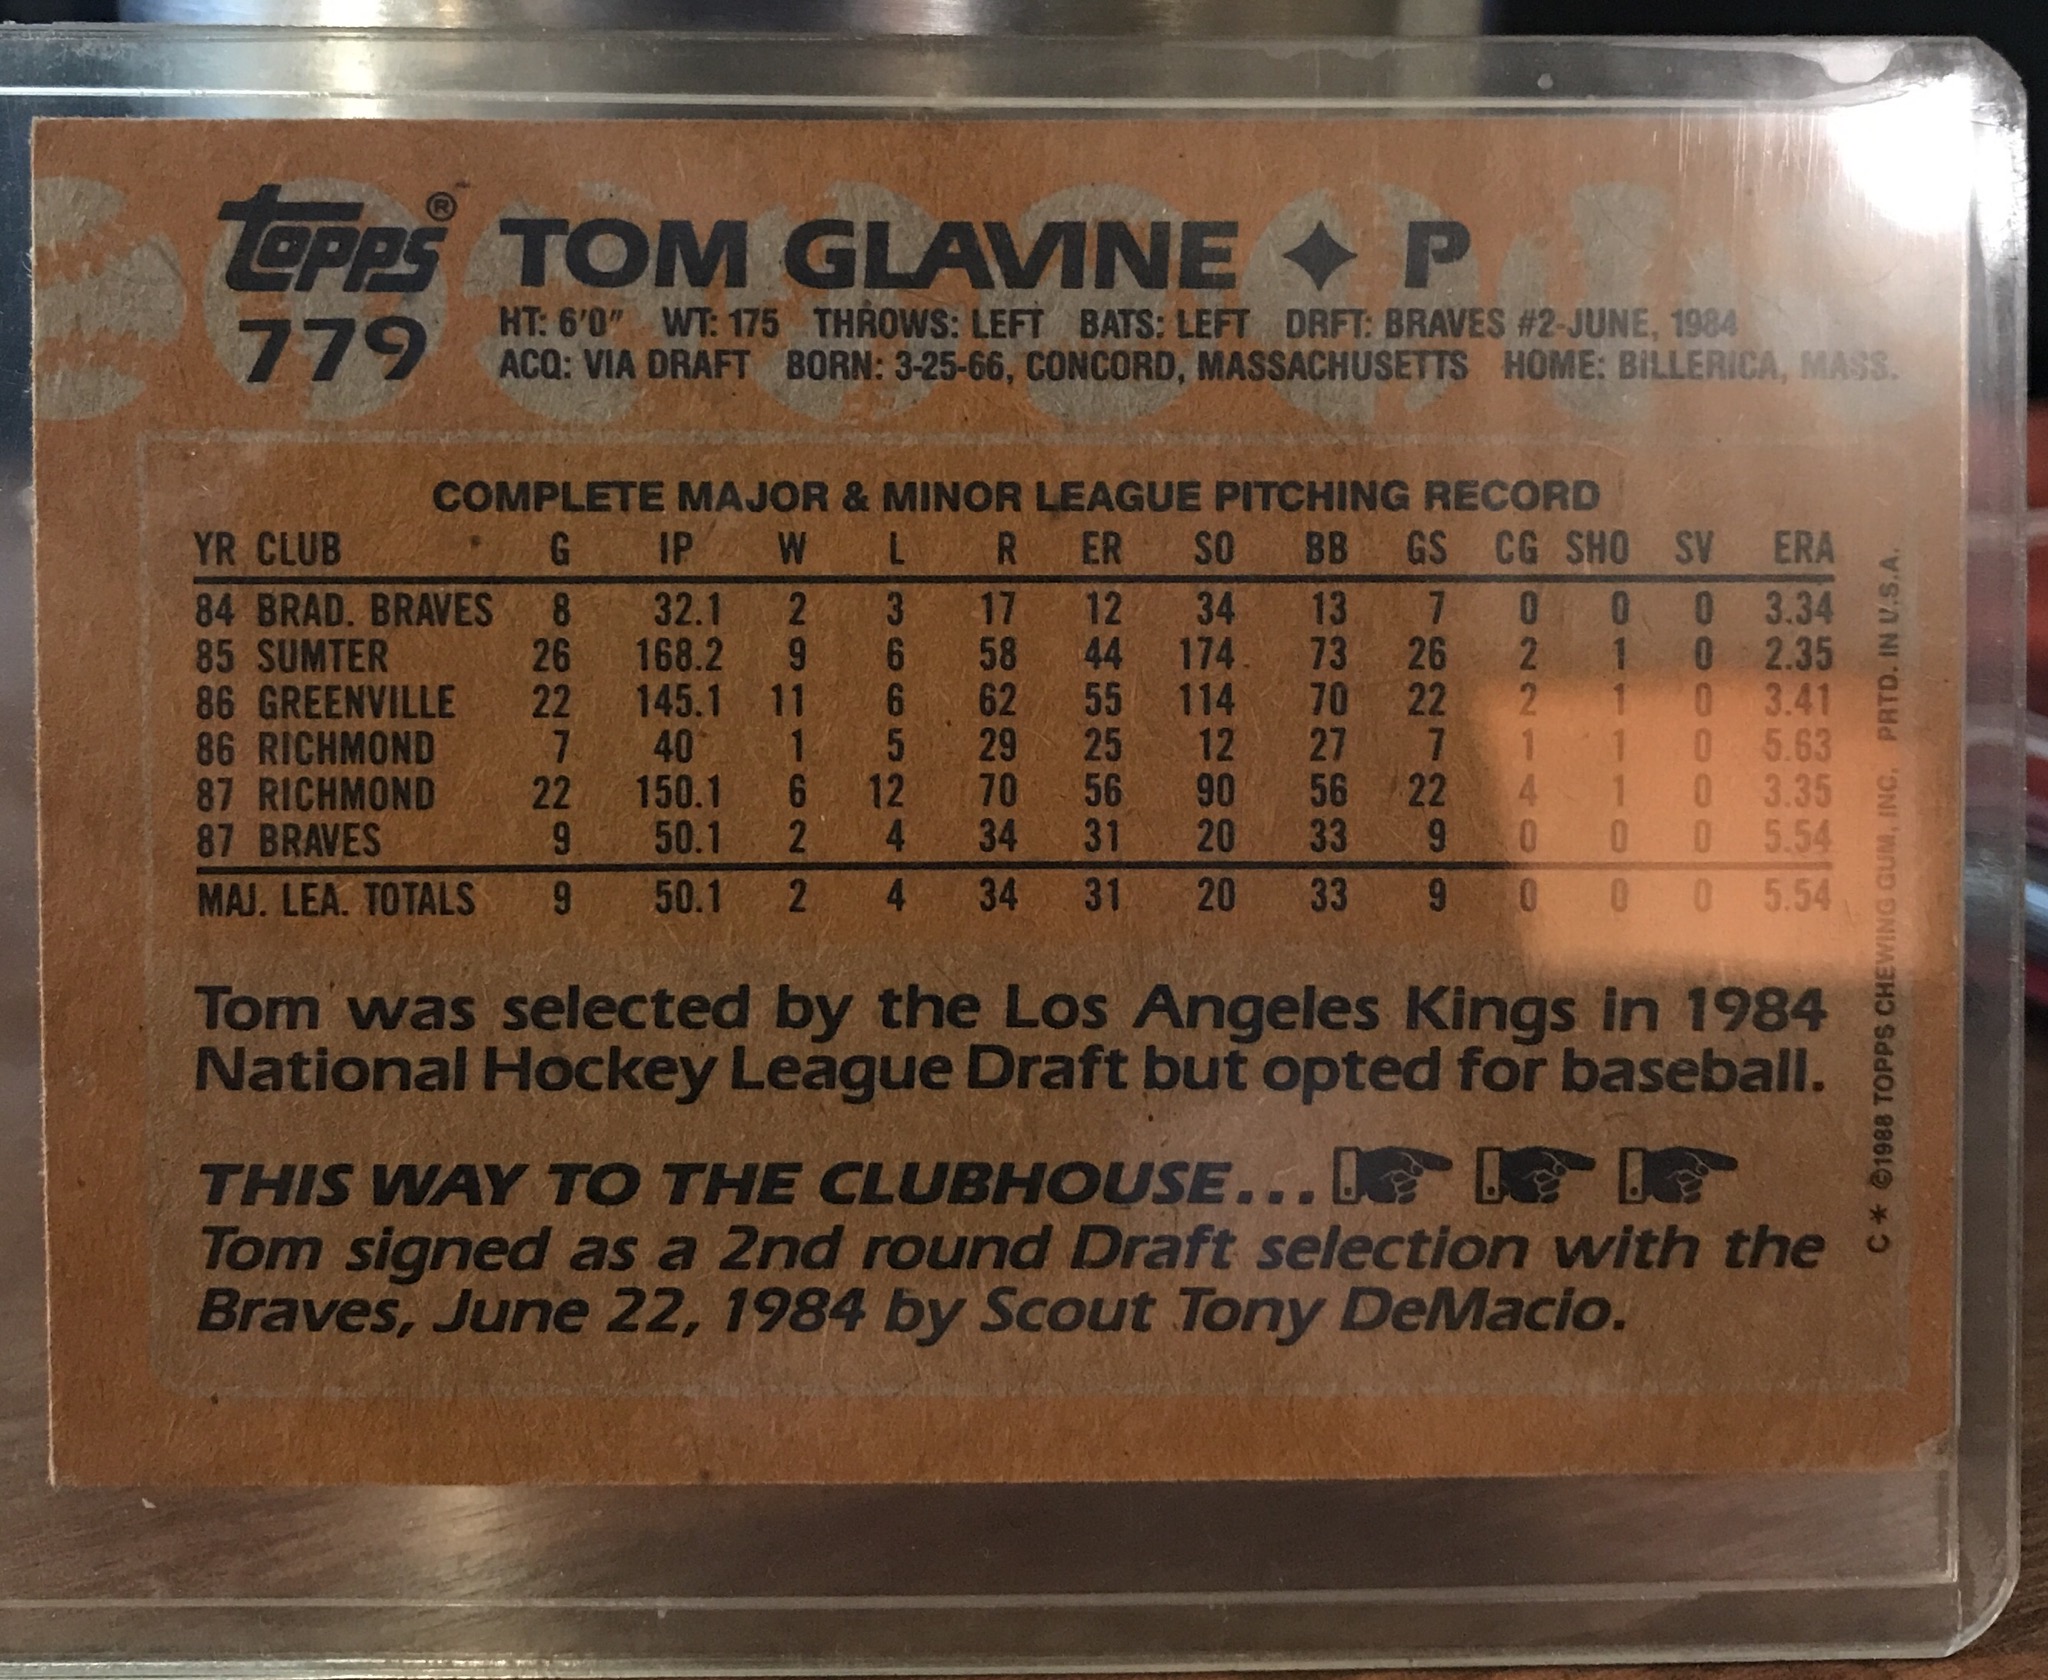 topps® TOM GLAVINE ✦ P
779 HT: 6'0" WT: 175 THROWS: LEFT BATS: LEFT DRFT: BRAVES #2-JUNE, 1984
ACQ: VIA DRAFT BORN: 3-25-66, CONCORD, MASSACHUSETTS HOME: BILLERICA, MASS.
COMPLETE MAJOR & MINOR LEAGUE PITCHING RECORD
YR CLUB G IP W L R ER SO BB GS CG SHO SV ERA
84 BRAD. BRAVES 8 32.1 2 3 17 12 34 13 7 0 0 0 3.34
85 SUMTER 26 168.2 9 6 58 44 174 73 26 2 1 0 2.35
86 GREENVILLE 22 145.1 11 6 62 55 114 70 22 2 1 0 3.41
86 RICHMOND 7 40 1 5 29 25 12 27 7 1 1 0 5.63
87 RICHMOND 22 150.1 6 12 70 56 90 56 22 4 1 0 3.35
87 BRAVES 9 50.1 2 4 34 31 20 33 9 0 0 0 5.54
MAJ. LEA. TOTALS 9 50.1 2 4 34 31 20 33 9 0 0 0 5.54
Tom was selected by the Los Angeles Kings in 1984
National Hockey League Draft but opted for baseball.
THIS WAY TO THE CLUBHOUSE...
Tom signed as a 2nd round Draft selection with the
Braves, June 22, 1984 by Scout Tony DeMacio.
C * ©1988 TOPPS CHEWING GUM, INC. PRTD. IN U.S.A.